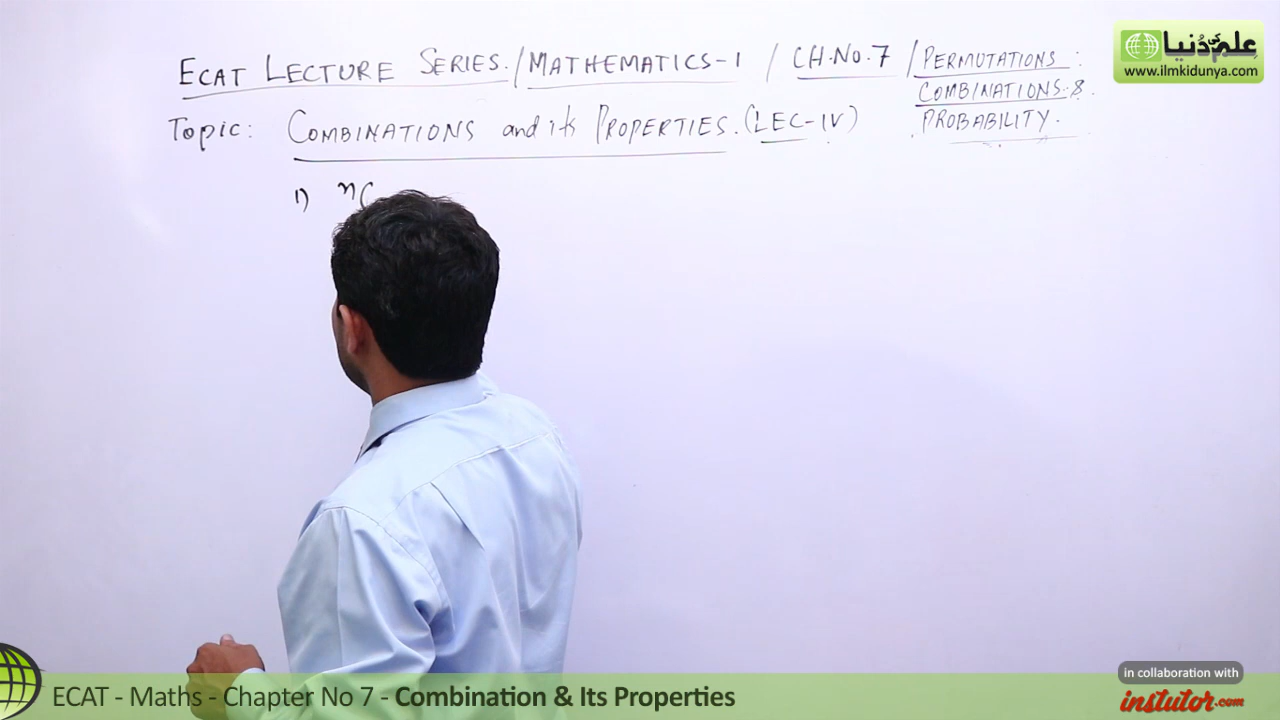 ECAT LECTURE SERIES./MATHEMATICS-1 / CH.NO.7 / PERMUTATIONS :
COMBINATIONS. &.
PROBABILITY.
Topic: COMBINATIONS and its PROPERTIES. (LEC-IV)
1) nC
علم کی دُنیا
www.ilmkidunya.com
ECAT - Maths - Chapter No 7 - Combination & Its Properties
in collaboration with
instutor.com